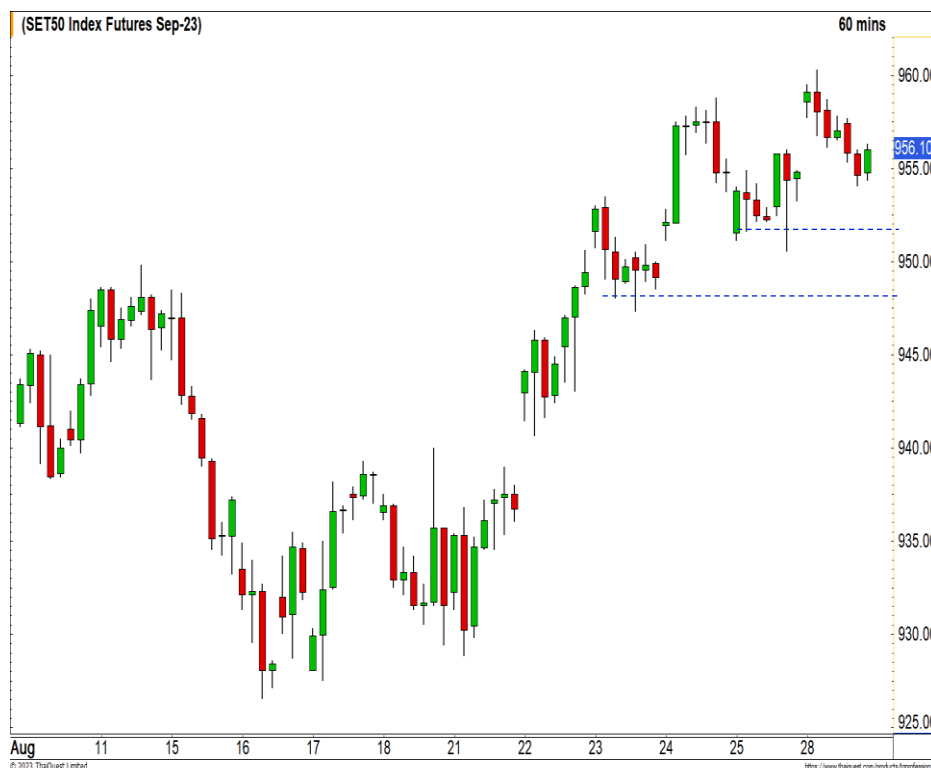 (SET50 Index Futures Sep-23)
60 mins
960.00
956.10
955.00
950.00
945.00
940.00
935.00
930.00
925.00
Aug 11 15 16 17 18 21 22 23 24 25 28
© 2023 ThaiQuest Limited